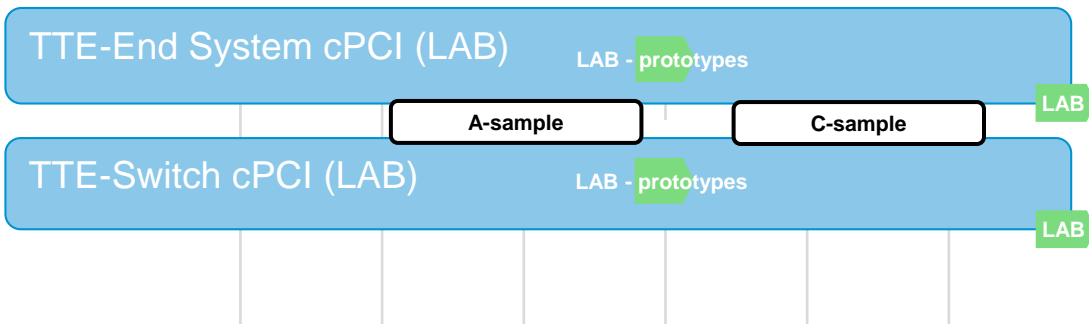 TTE-End System cPCI (LAB)
LAB - prototypes
LAB
A-sample
C-sample
TTE-Switch cPCI (LAB)
LAB - prototypes
LAB